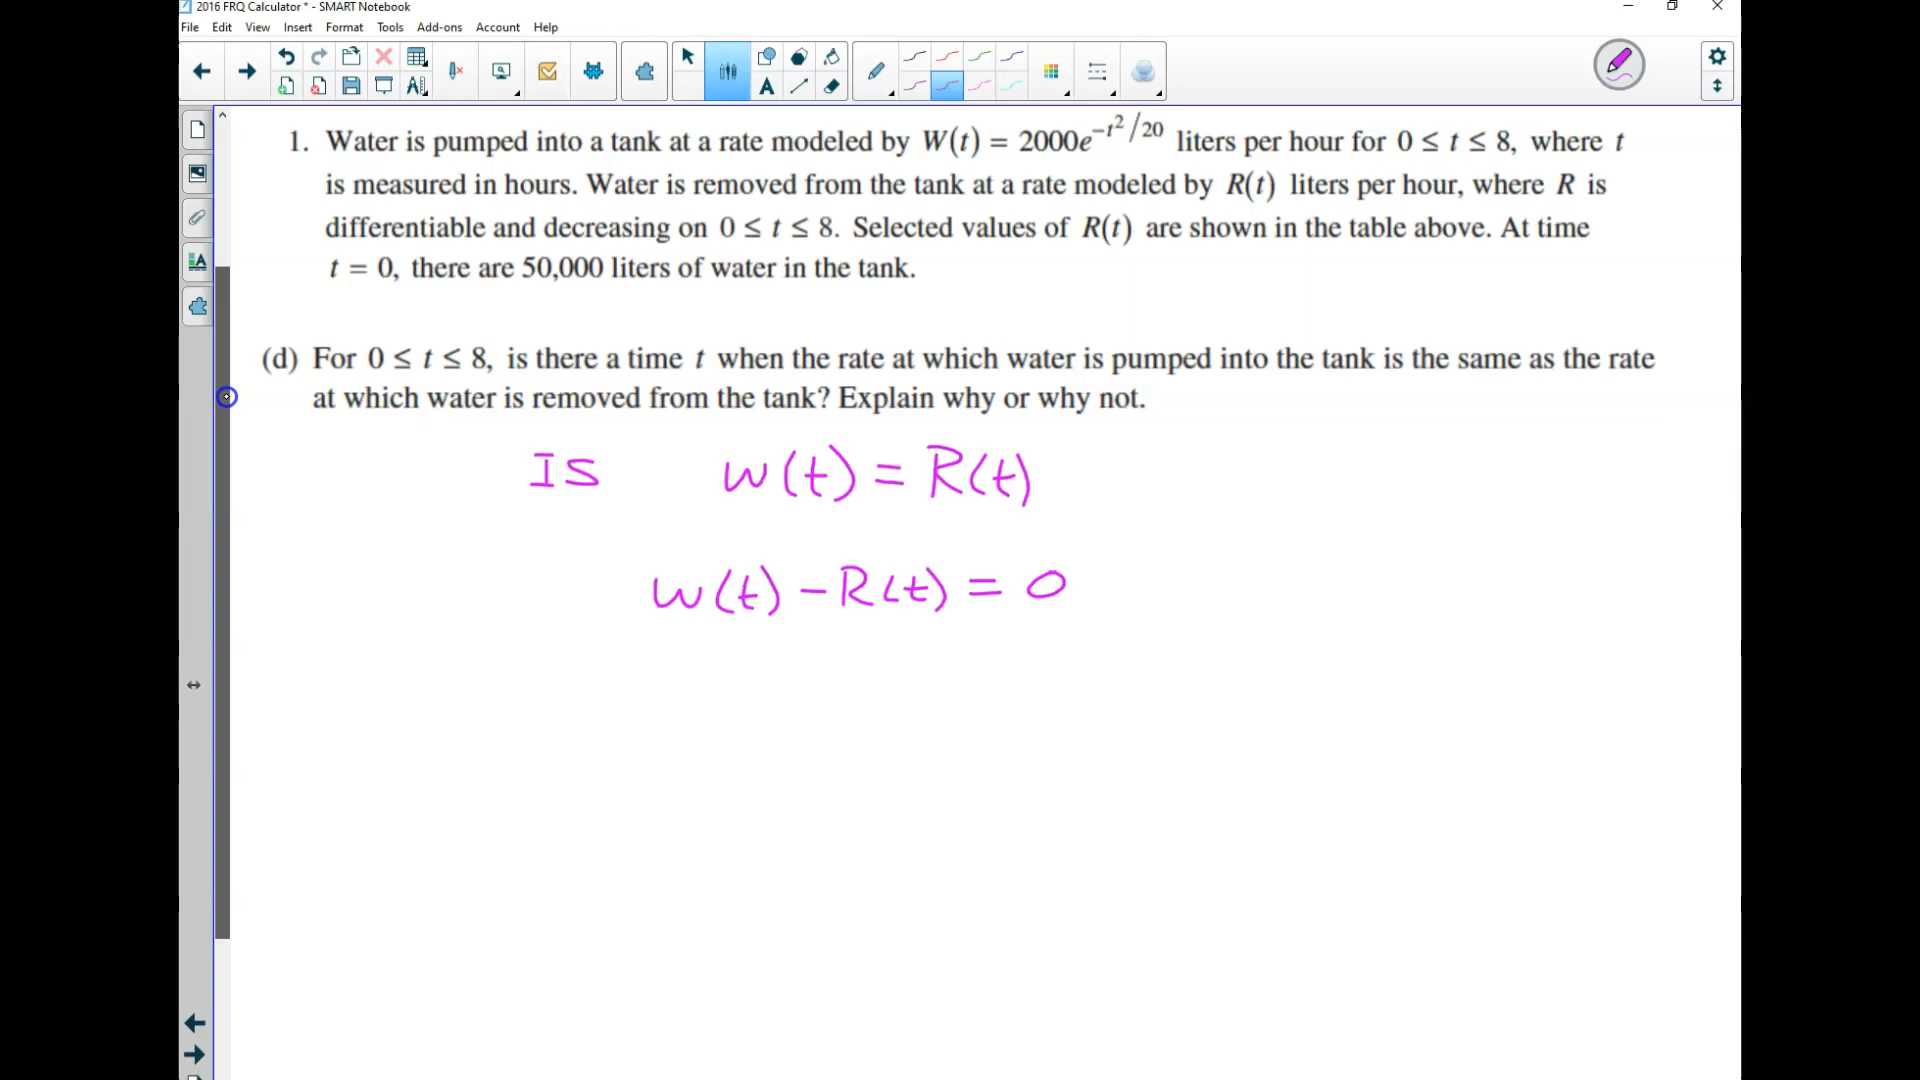 2016 FRQ Calculator * - SMART Notebook
File Edit View Insert Format Tools Add-ons Account Help
1. Water is pumped into a tank at a rate modeled by W(t) = 2000e^{-t^2/20} liters per hour for 0 ≤ t ≤ 8, where t
is measured in hours. Water is removed from the tank at a rate modeled by R(t) liters per hour, where R is
differentiable and decreasing on 0 ≤ t ≤ 8. Selected values of R(t) are shown in the table above. At time
t = 0, there are 50,000 liters of water in the tank.
(d) For 0 ≤ t ≤ 8, is there a time t when the rate at which water is pumped into the tank is the same as the rate
at which water is removed from the tank? Explain why or why not.
IS W(t) = R(t)
W(t) - R(t) = 0